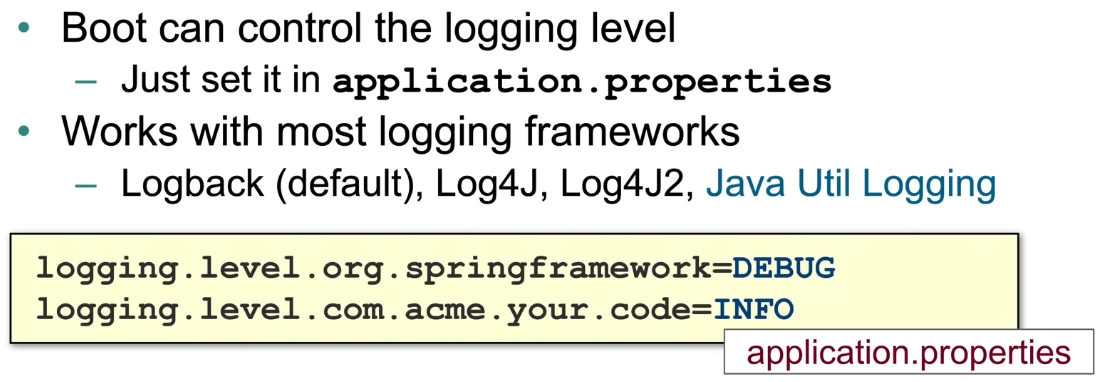 • Boot can control the logging level
– Just set it in application.properties
• Works with most logging frameworks
– Logback (default), Log4J, Log4J2, Java Util Logging
logging.level.org.springframework=DEBUG
logging.level.com.acme.your.code=INFO
application.properties